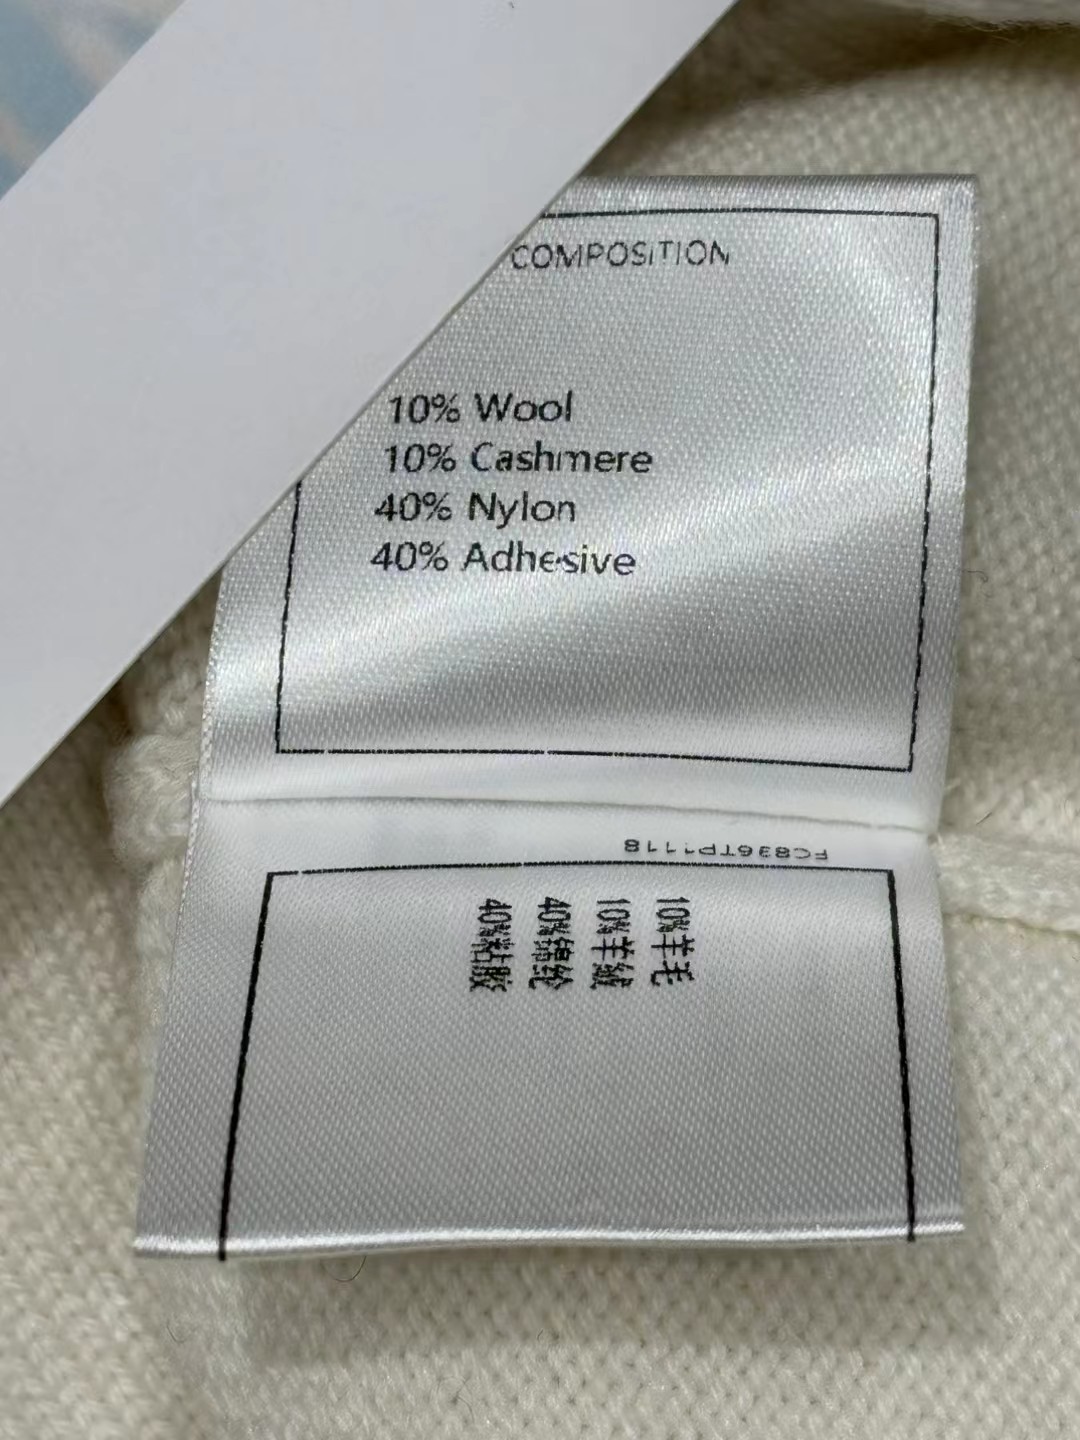 COMPOSITION
10% Wool
10% Cashmere
40% Nylon
40% Adhesive
FC836TP1118
10%羊毛
10%羊绒
40%锦纶
40%粘胶